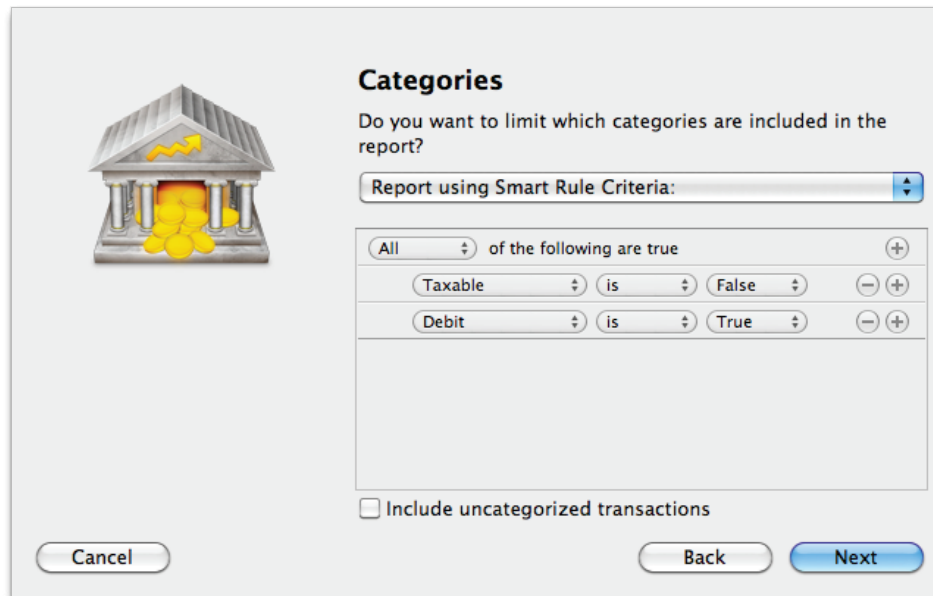 Categories
Do you want to limit which categories are included in the
report?
Report using Smart Rule Criteria:
All of the following are true
Taxable is False
Debit is True
Include uncategorized transactions
Cancel Back Next